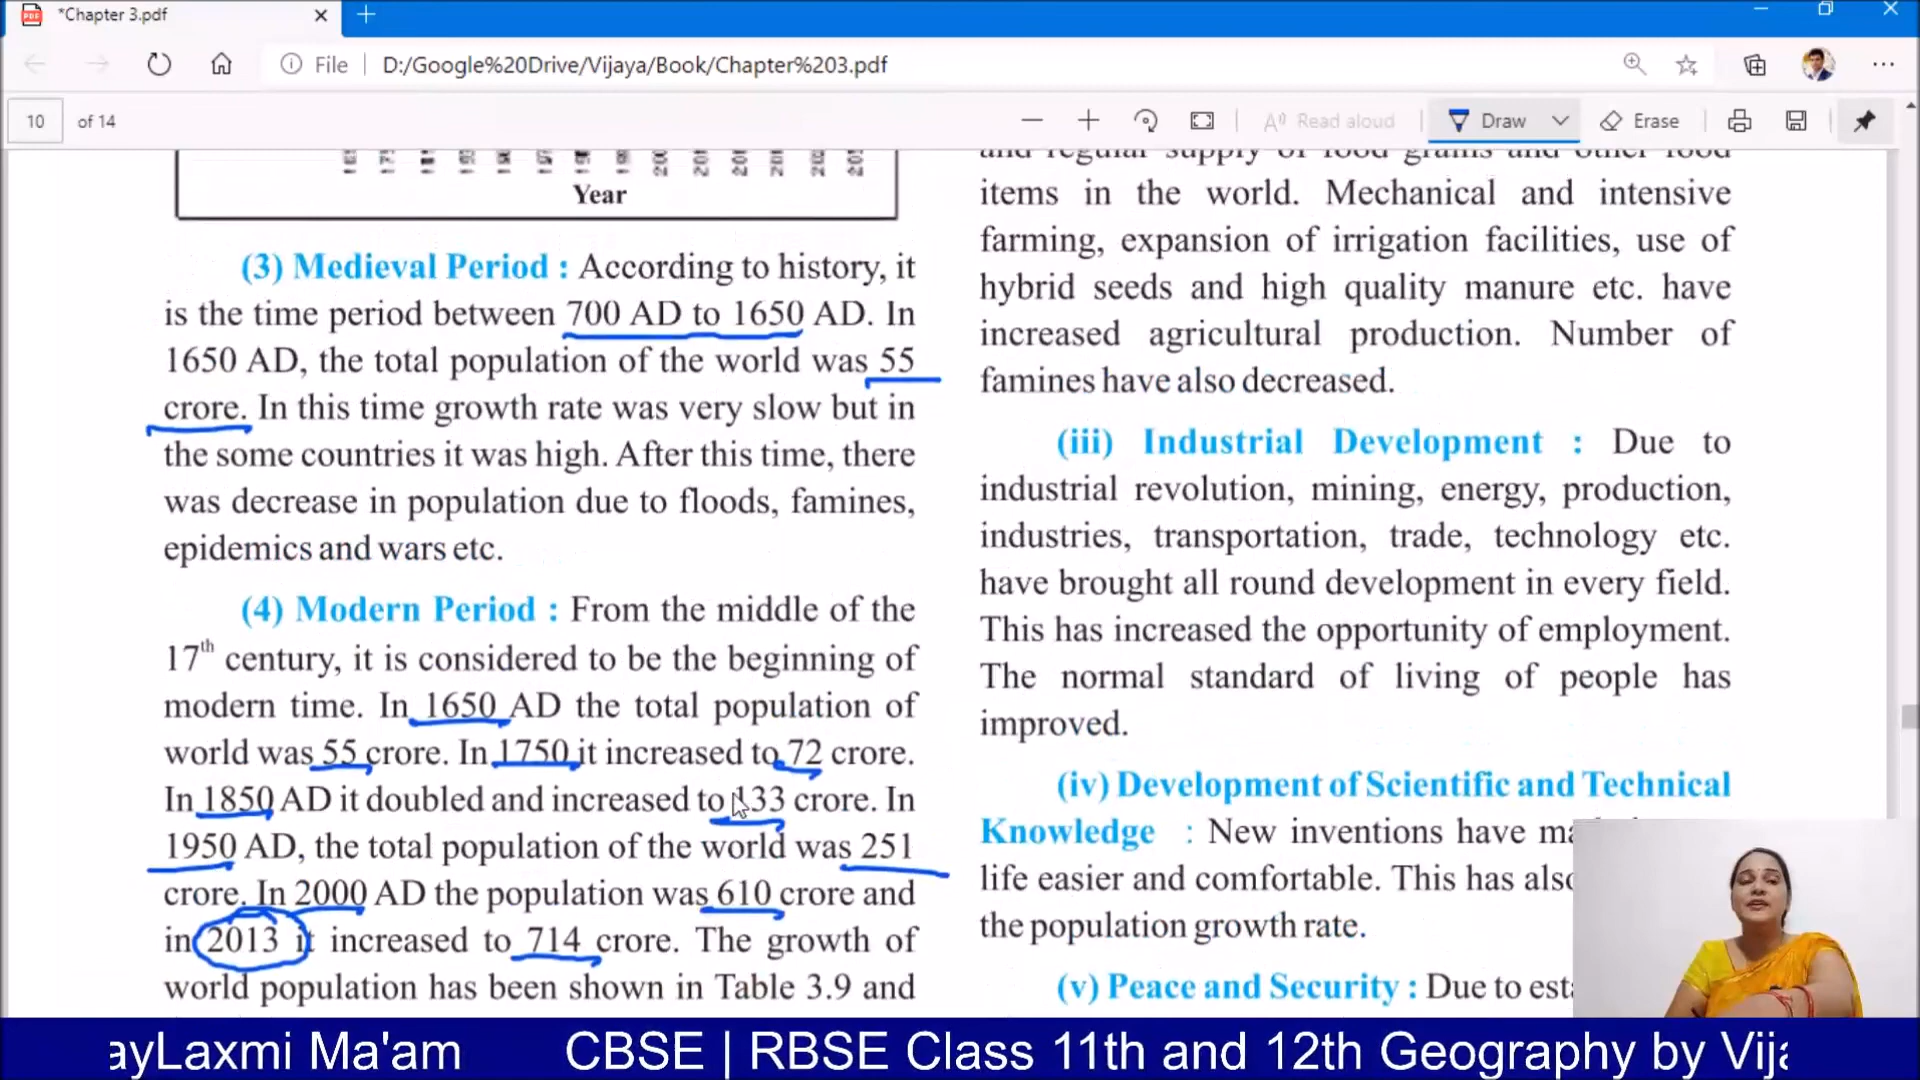 *Chapter 3.pdf
File
D:/Google%20Drive/Vijaya/Book/Chapter%203.pdf
10 of 14
Read aloud
Draw
Erase
Year
(3) Medieval Period : According to history, it
is the time period between 700 AD to 1650 AD. In
1650 AD, the total population of the world was 55
crore. In this time growth rate was very slow but in
the some countries it was high. After this time, there
was decrease in population due to floods, famines,
epidemics and wars etc.
(4) Modern Period : From the middle of the
17th century, it is considered to be the beginning of
modern time. In 1650 AD the total population of
world was 55 crore. In 1750 it increased to 72 crore.
In 1850 AD it doubled and increased to 133 crore. In
1950 AD, the total population of the world was 251
crore. In 2000 AD the population was 610 crore and
in 2013 it increased to 714 crore. The growth of
world population has been shown in Table 3.9 and
and regular supply of food grains and other food
items in the world. Mechanical and intensive
farming, expansion of irrigation facilities, use of
hybrid seeds and high quality manure etc. have
increased agricultural production. Number of
famines have also decreased.
(iii) Industrial Development : Due to
industrial revolution, mining, energy, production,
industries, transportation, trade, technology etc.
have brought all round development in every field.
This has increased the opportunity of employment.
The normal standard of living of people has
improved.
(iv) Development of Scientific and Technical
Knowledge : New inventions have
life easier and comfortable. This has also
the population growth rate.
(v) Peace and Security : Due to
ayLaxmi Ma'am CBSE | RBSE Class 11th and 12th Geography by Vija